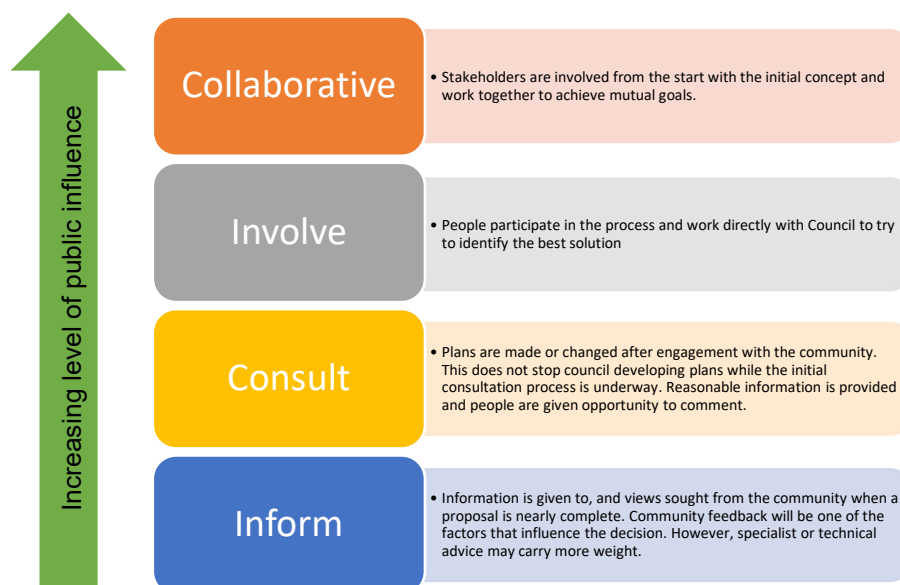 Increasing level of public influence
Collaborative
• Stakeholders are involved from the start with the initial concept and
work together to achieve mutual goals.
Involve
• People participate in the process and work directly with Council to try
to identify the best solution
Consult
• Plans are made or changed after engagement with the community.
This does not stop council developing plans while the initial
consultation process is underway. Reasonable information is provided
and people are given opportunity to comment.
Inform
• Information is given to, and views sought from the community when a
proposal is nearly complete. Community feedback will be one of the
factors that influence the decision. However, specialist or technical
advice may carry more weight.